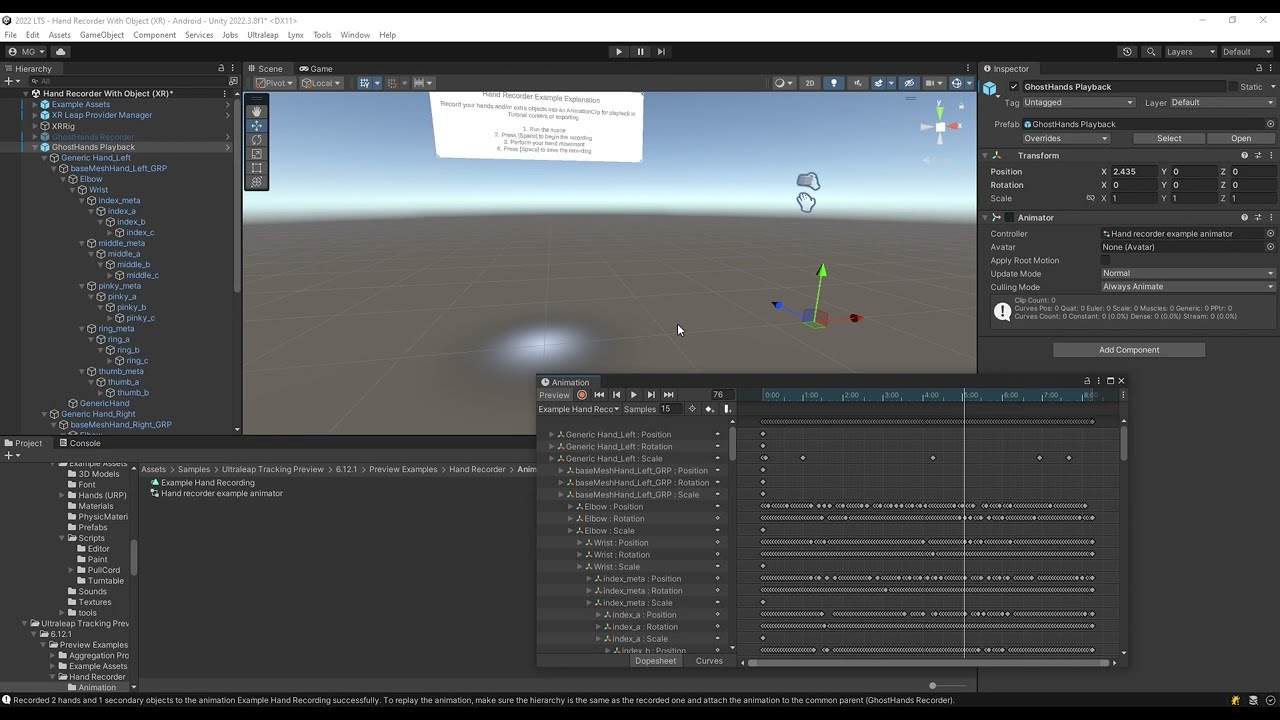 2022 LTS - Hand Recorder With Object (XR) - Android - Unity 2022.3.8f1* <DX11>
File Edit Assets GameObject Component Services Jobs Ultraleap Lynx Tools Window Help
MG
Layers
Default
Hierarchy
All
Hand Recorder With Object (XR)*
Example Assets
XR Leap Provider Manager
XRRig
GhostHands Recorder
GhostHands Playback
Generic Hand_Left
baseMeshHand_Left_GRP
Elbow
Wrist
index_meta
index_a
index_b
index_c
middle_meta
middle_a
middle_b
middle_c
pinky_meta
pinky_a
pinky_b
pinky_c
ring_meta
ring_a
ring_b
ring_c
thumb_meta
thumb_a
thumb_b
GenericHand
Generic Hand_Right
baseMeshHand_Right_GRP
Elbow
Scene Game
Pivot Local
2D
Hand Recorder Example Explanation
Record your hands and/or extra objects into an AnimationClip for playback in
Tutorial content or exporting
1. Run the scene
2. Press [Space] to begin the recording
3. Perform your hand movement
4. Press [Space] to save the recording
Inspector
GhostHands Playback
Static
Tag Untagged Layer Default
Prefab GhostHands Playback
Overrides Select Open
Transform
Position X 2.435 Y 0 Z 0
Rotation X 0 Y 0 Z 0
Scale X 1 Y 1 Z 1
Animator
Controller Hand recorder example animator
Avatar None (Avatar)
Apply Root Motion
Update Mode Normal
Culling Mode Always Animate
Clip Count: 0
Curves Pos: 0 Quat: 0 Euler: 0 Scale: 0 Muscles: 0 Generic: 0 PPtr: 0
Curves Count: 0 Constant: 0 (0.0%) Dense: 0 (0.0%) Stream: 0 (0.0%)
Add Component
Project Console
Example Assets
3D Models
Font
Hands (URP)
Materials
PhysicMateri
Prefabs
Scripts
Editor
Paint
PullCord
Turntable
Sounds
Textures
tools
Ultraleap Tracking Prev
6.12.1
Preview Examples
Aggregation Pro
Example Assets
Hand Recorder
Animation
Assets > Samples > Ultraleap Tracking Preview > 6.12.1 > Preview Examples > Hand Recorder > Anim
Example Hand Recording
Hand recorder example animator
Animation
Preview 76
0:00 1:00 2:00 3:00 4:00 5:00 6:00 7:00 8:00
Example Hand Reco Samples 15
Generic Hand_Left : Position
Generic Hand_Left : Rotation
Generic Hand_Left : Scale
baseMeshHand_Left_GRP : Position
baseMeshHand_Left_GRP : Rotation
baseMeshHand_Left_GRP : Scale
Elbow : Position
Elbow : Rotation
Elbow : Scale
Wrist : Position
Wrist : Rotation
Wrist : Scale
index_meta : Position
index_meta : Rotation
index_meta : Scale
index_a : Position
index_a : Rotation
index_a : Scale
index_b : Position
Dopesheet Curves
Recorded 2 hands and 1 secondary objects to the animation Example Hand Recording successfully. To replay the animation, make sure the hierarchy is the same as the recorded one and attach the animation to the common parent (GhostHands Recorder).